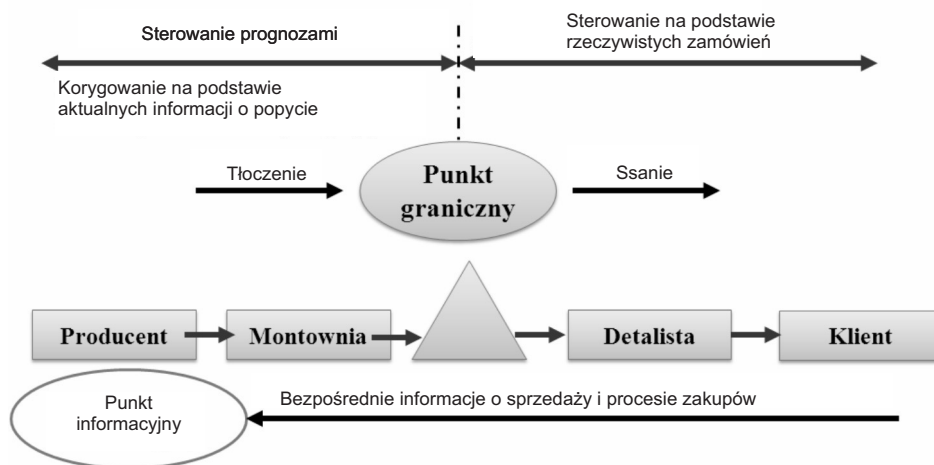 Sterowanie prognozami
Sterowanie na podstawie
rzeczywistych zamówień
Korygowanie na podstawie
aktualnych informacji o popycie
Tłoczenie
Punkt
graniczny
Ssanie
Producent
Montownia
Detalista
Klient
Punkt
informacyjny
Bezpośrednie informacje o sprzedaży i procesie zakupów